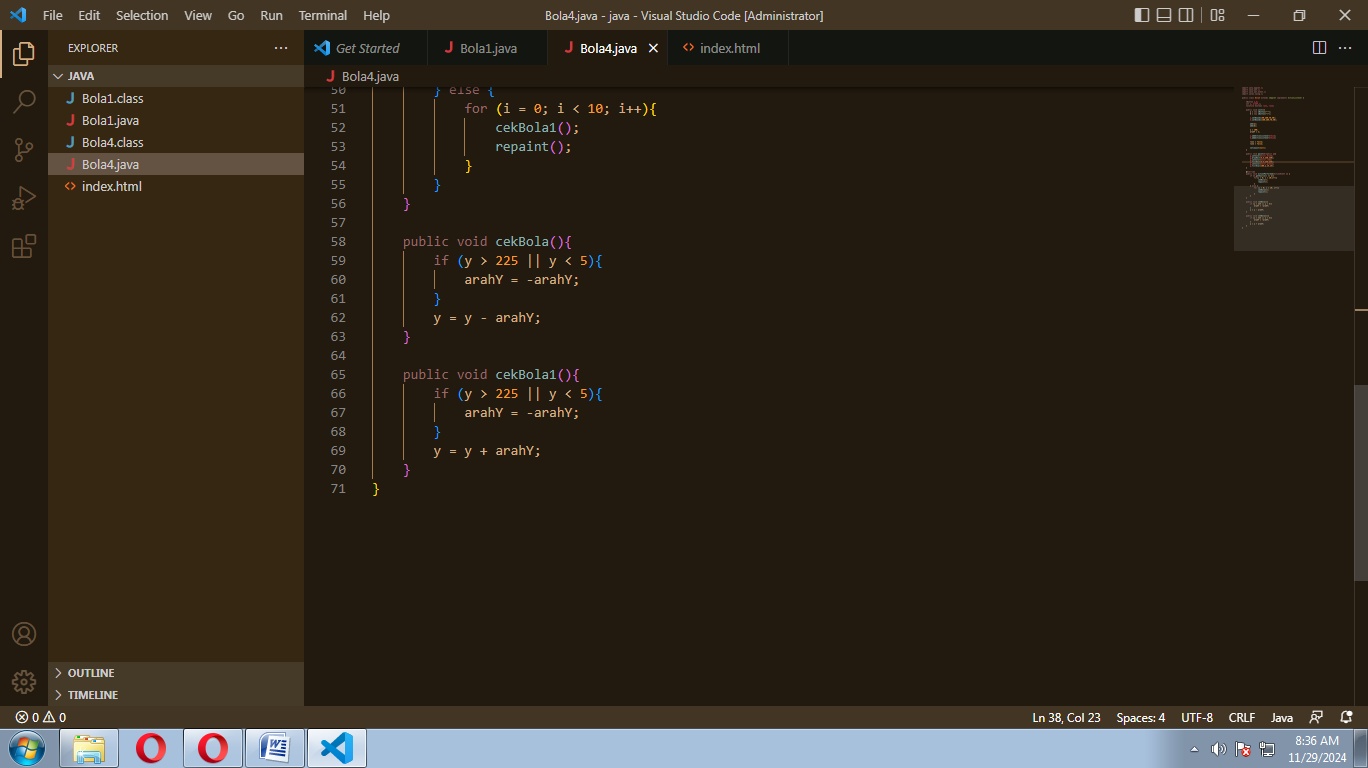 File Edit Selection View Go Run Terminal Help
Bola4.java - java - Visual Studio Code [Administrator]
EXPLORER
JAVA
Bola1.class
Bola1.java
Bola4.class
Bola4.java
index.html
OUTLINE
TIMELINE
Get Started Bola1.java Bola4.java index.html
Bola4.java
50 } else {
51 for (i = 0; i < 10; i++){
52 cekBola1();
53 repaint();
54 }
55 }
56 }
57
58 public void cekBola(){
59 if (y > 225 || y < 5){
60 arahY = -arahY;
61 }
62 y = y - arahY;
63 }
64
65 public void cekBola1(){
66 if (y > 225 || y < 5){
67 arahY = -arahY;
68 }
69 y = y + arahY;
70 }
71 }
0 0
Ln 38, Col 23 Spaces: 4 UTF-8 CRLF Java
8:36 AM
11/29/2024